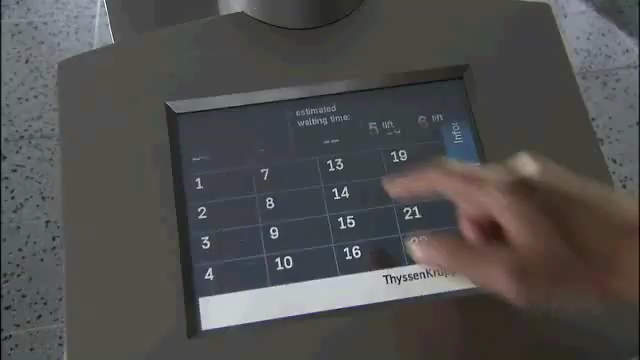 estimated
waiting time:
5 lift 6 lift
Infor
1 7 13 19
2 8 14
3 9 15 21
4 10 16
ThyssenKrupp